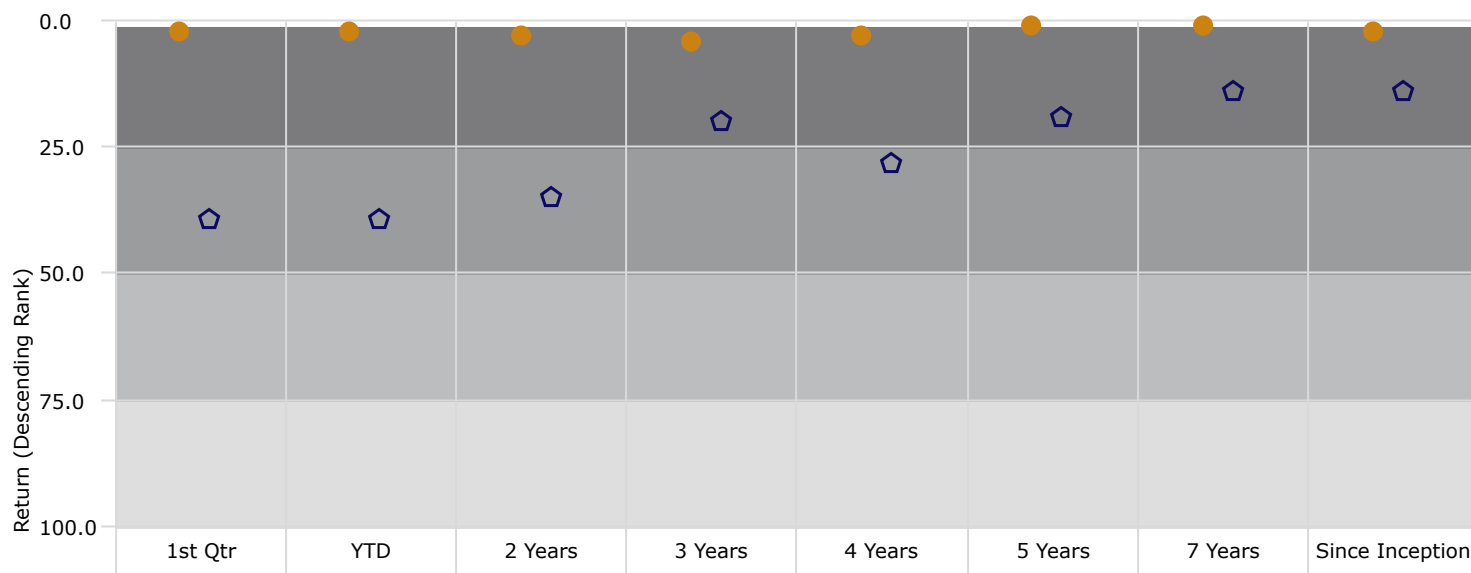 Return (Descending Rank)
0.0
25.0
50.0
75.0
100.0
1st Qtr
YTD
2 Years
3 Years
4 Years
5 Years
7 Years
Since Inception